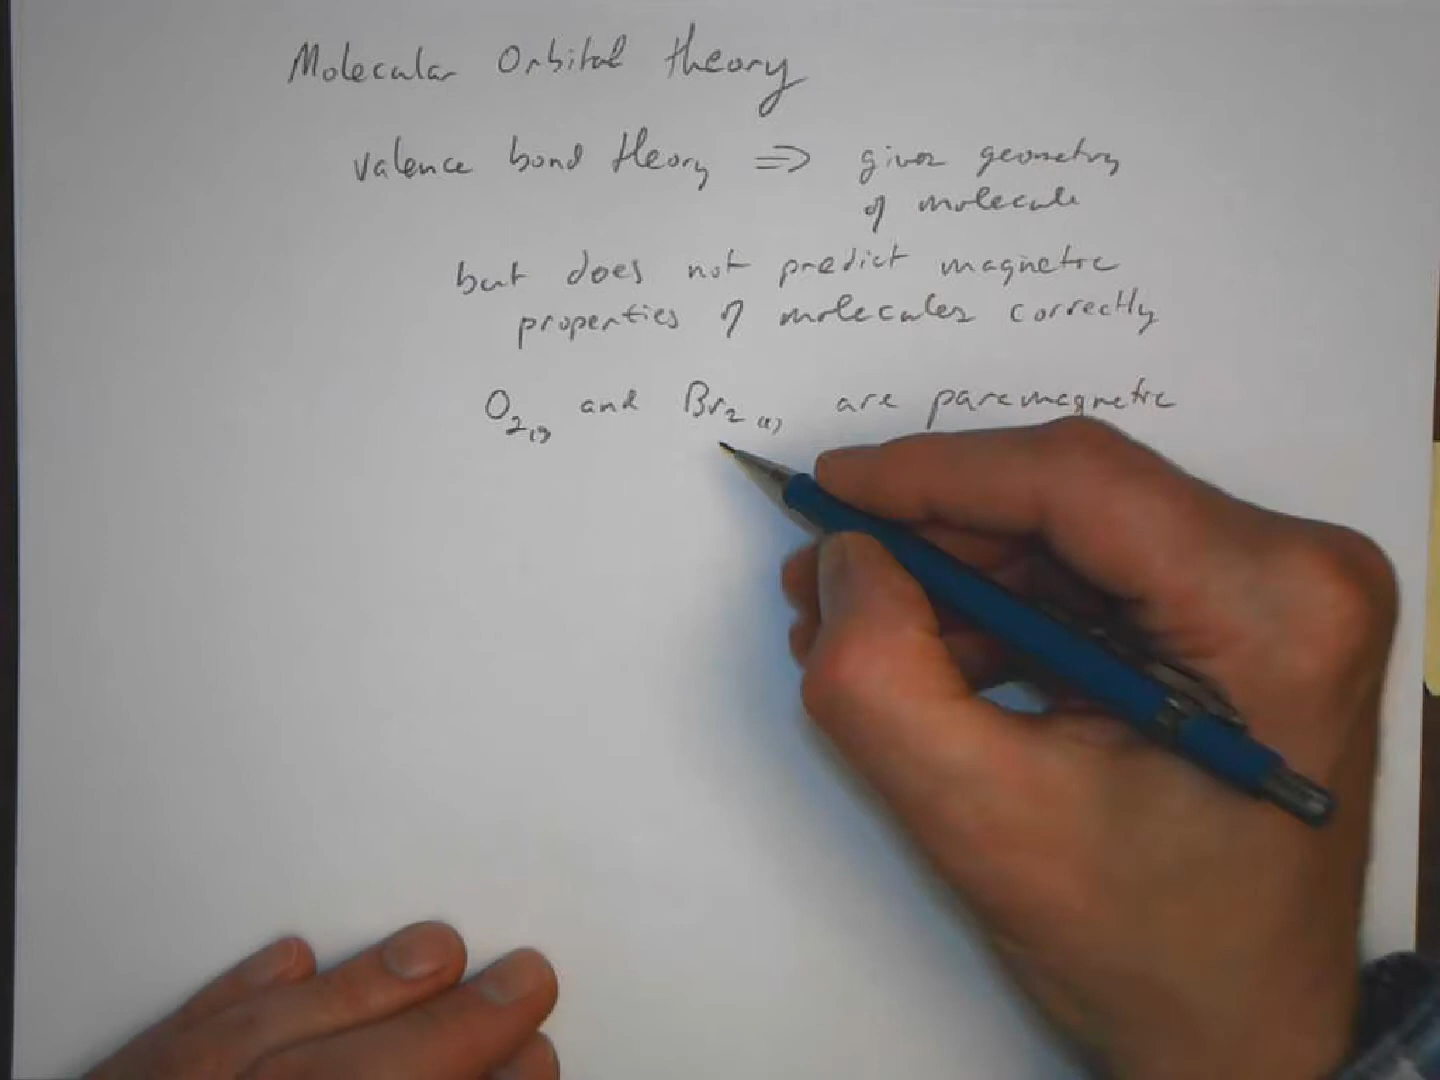 Molecular Orbital theory
valence bond theory ⇒ gives geometry
of molecule
but does not predict magnetic
properties of molecules correctly
O2(g) and Br2(l) are paramagnetic